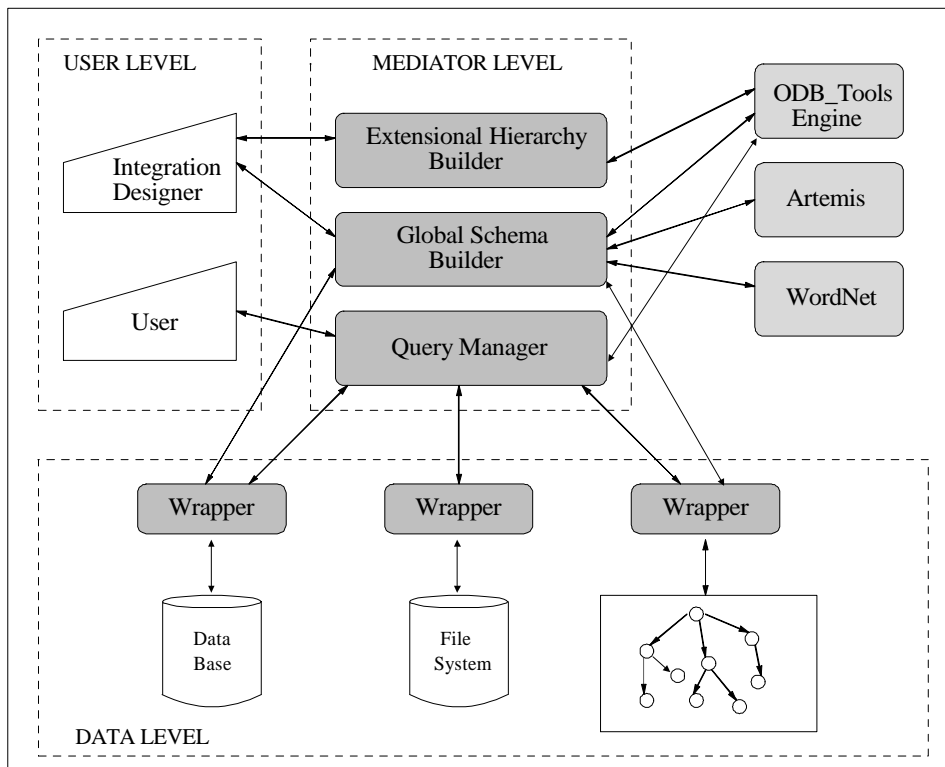 USER LEVEL
MEDIATOR LEVEL
ODB_Tools
Engine
Extensional Hierarchy
Builder
Integration
Designer
Artemis
Global Schema
Builder
WordNet
User
Query Manager
Wrapper
Wrapper
Wrapper
Data
Base
File
System
DATA LEVEL